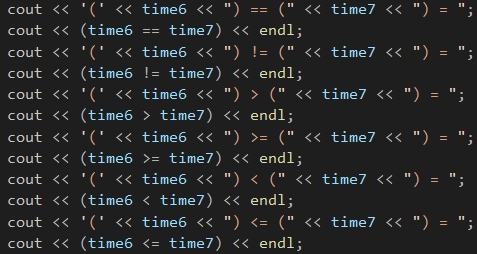 cout << '(' << time6 << ") == (" << time7 << ") = ";
cout << (time6 == time7) << endl;
cout << '(' << time6 << ") != (" << time7 << ") = ";
cout << (time6 != time7) << endl;
cout << '(' << time6 << ") > (" << time7 << ") = ";
cout << (time6 > time7) << endl;
cout << '(' << time6 << ") >= (" << time7 << ") = ";
cout << (time6 >= time7) << endl;
cout << '(' << time6 << ") < (" << time7 << ") = ";
cout << (time6 < time7) << endl;
cout << '(' << time6 << ") <= (" << time7 << ") = ";
cout << (time6 <= time7) << endl;